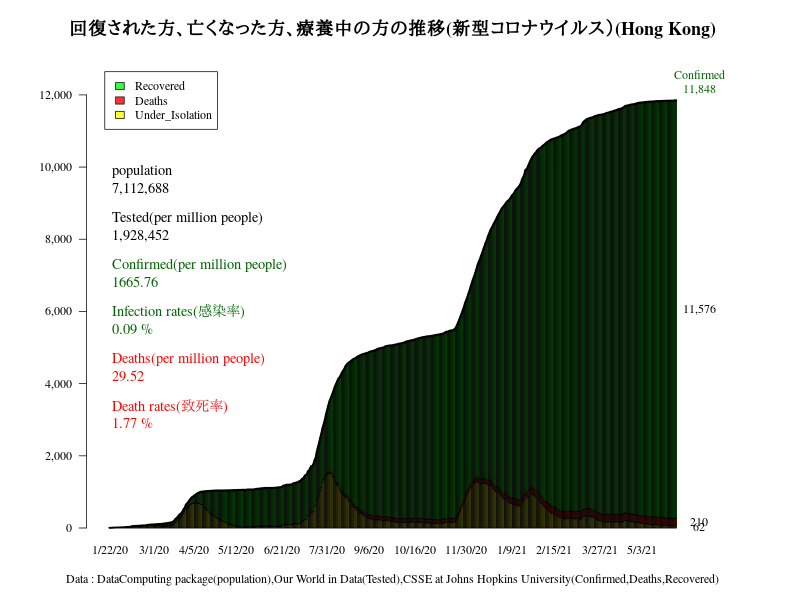 回復された方、亡くなった方、療養中の方の推移(新型コロナウイルス）(Hong Kong)
Confirmed
11,848
Recovered
Deaths
Under_Isolation
population
7,112,688
Tested(per million people)
1,928,452
Confirmed(per million people)
1665.76
Infection rates(感染率)
0.09 %
Deaths(per million people)
29.52
Death rates(致死率)
1.77 %
12,000
10,000
8,000
6,000
4,000
2,000
0
11,576
210
62
1/22/20 3/1/20 4/5/20 5/12/20 6/21/20 7/31/20 9/6/20 10/16/20 11/30/20 1/9/21 2/15/21 3/27/21 5/3/21
Data : DataComputing package(population),Our World in Data(Tested),CSSE at Johns Hopkins University(Confirmed,Deaths,Recovered)